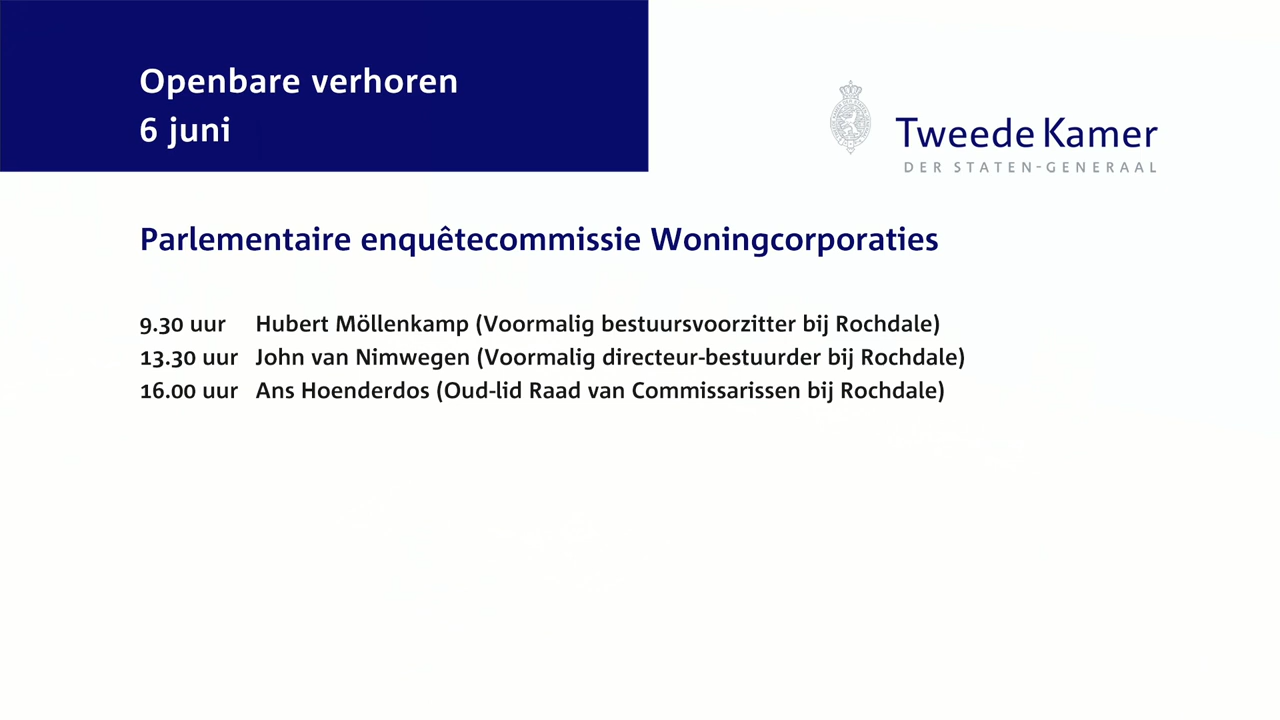 Openbare verhoren
6 juni
Tweede Kamer
DER STATEN-GENERAAL
Parlementaire enquêtecommissie Woningcorporaties
9.30 uur Hubert Möllenkamp (Voormalig bestuursvoorzitter bij Rochdale)
13.30 uur John van Nimwegen (Voormalig directeur-bestuurder bij Rochdale)
16.00 uur Ans Hoenderdos (Oud-lid Raad van Commissarissen bij Rochdale)